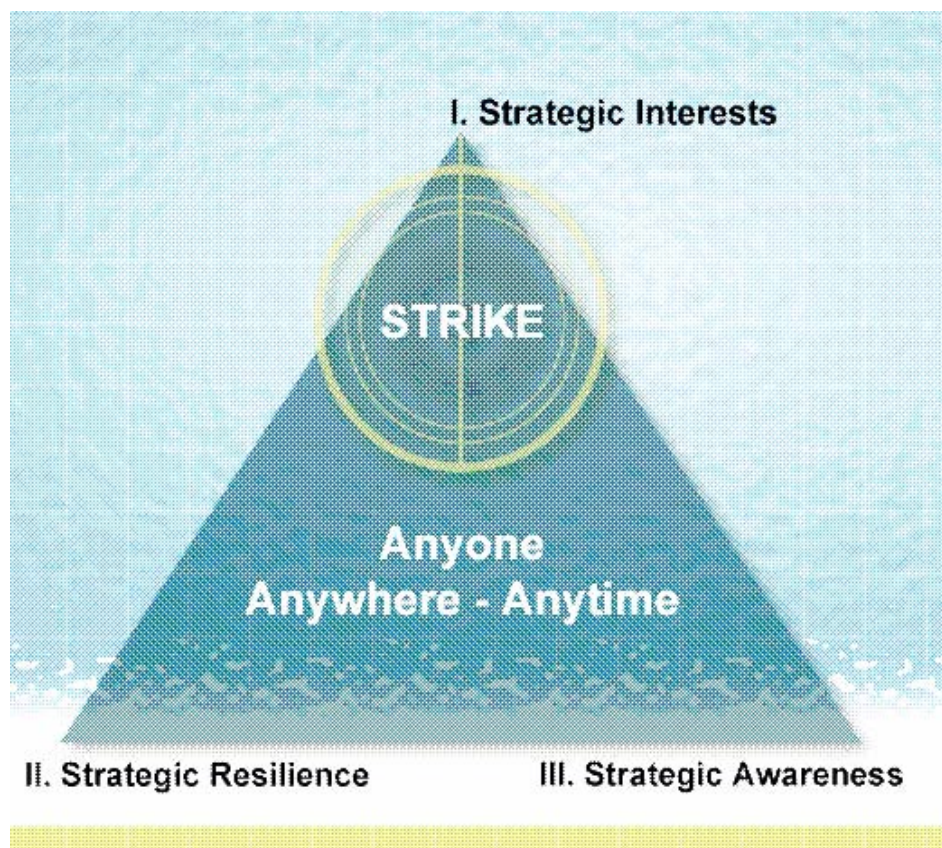 I. Strategic Interests
STRIKE
Anyone
Anywhere - Anytime
II. Strategic Resilience
III. Strategic Awareness